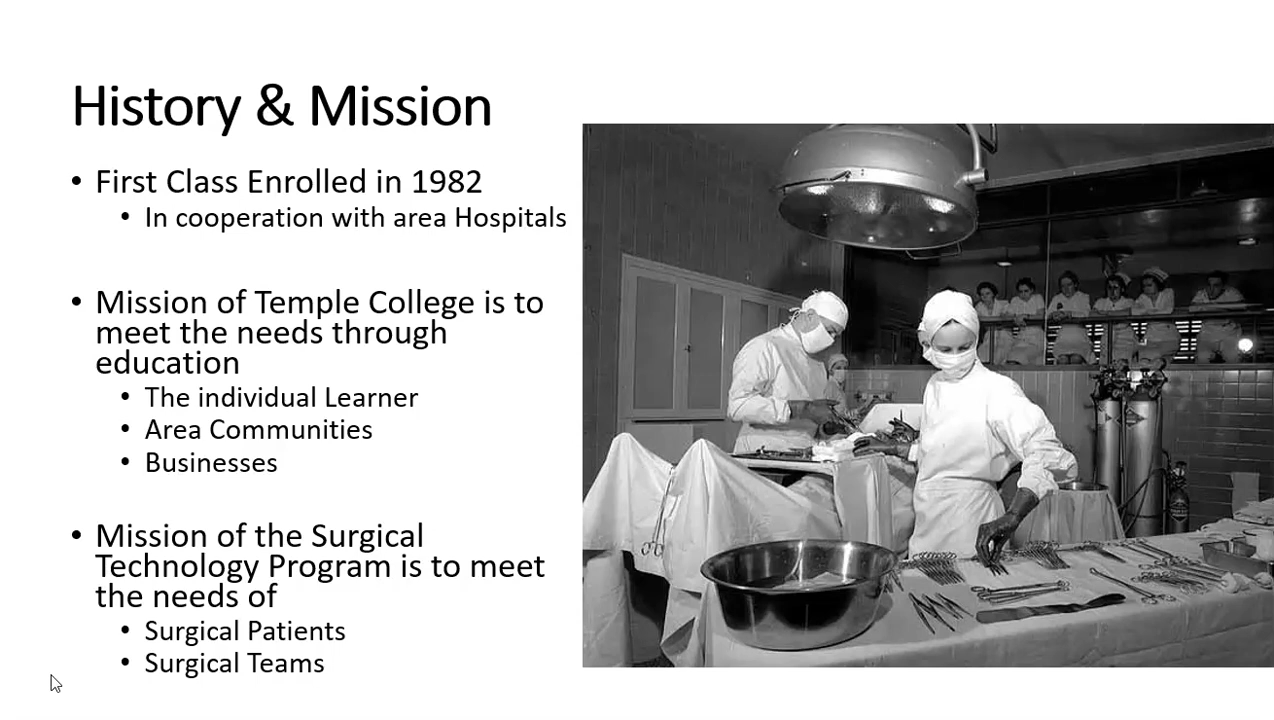 History & Mission
• First Class Enrolled in 1982
• In cooperation with area Hospitals
• Mission of Temple College is to
meet the needs through
education
• The individual Learner
• Area Communities
• Businesses
• Mission of the Surgical
Technology Program is to meet
the needs of
• Surgical Patients
• Surgical Teams